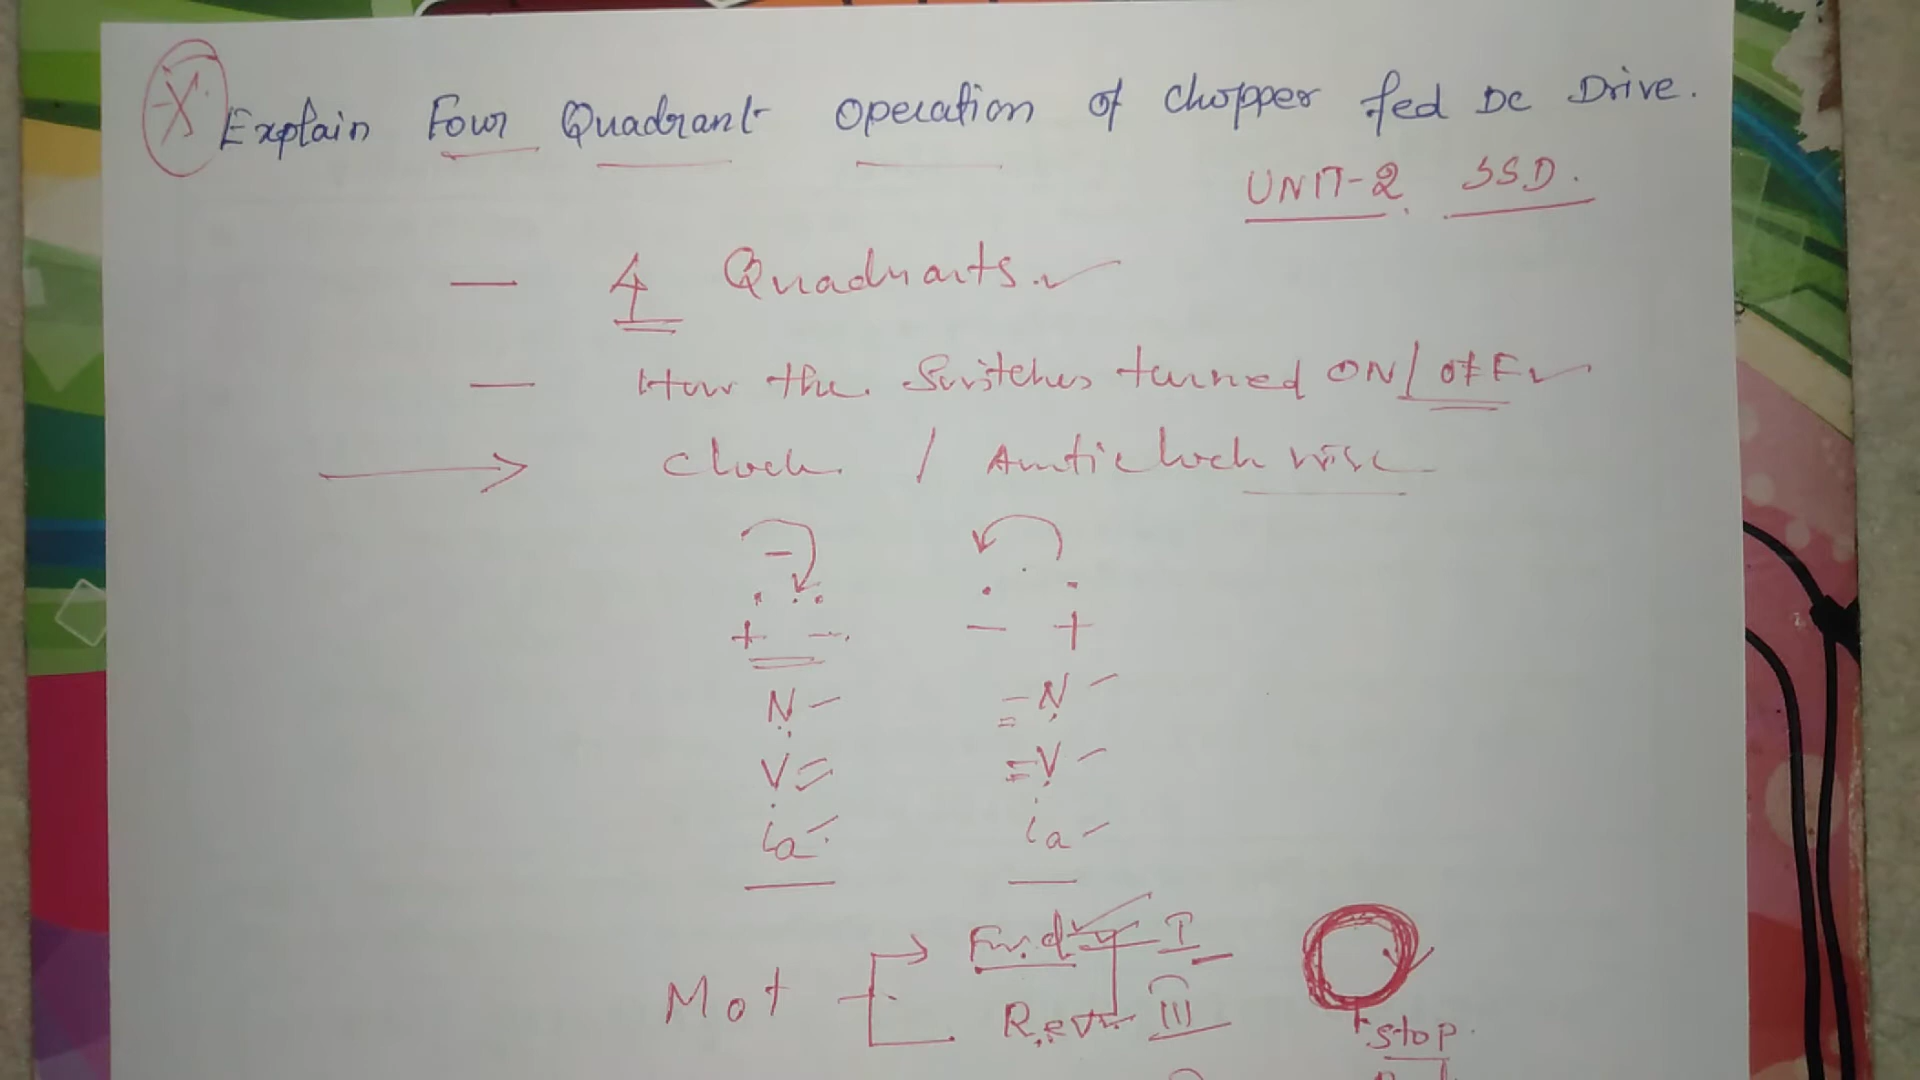 Explain Four Quadrant Operation of chopper fed DC Drive.
UNIT-2. SSD.
— 4 Quadrants.
— How the Switches turned ON/OFF
Clock / Anticlock wise
+ - - +
N -N
V -V
ia ia
Fwd I
Mot
Rev III
stop.